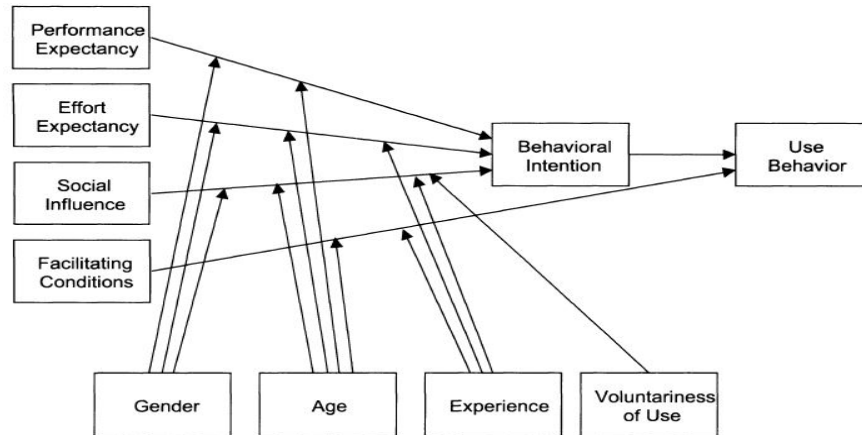 Performance
Expectancy
Effort
Expectancy
Social
Influence
Facilitating
Conditions
Behavioral
Intention
Use
Behavior
Gender
Age
Experience
Voluntariness
of Use